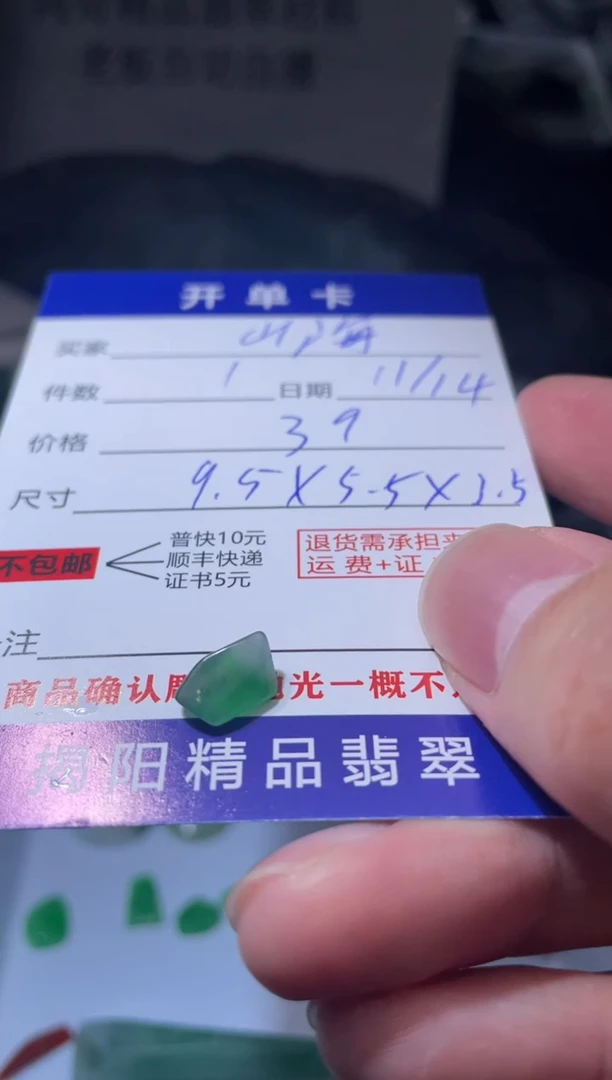 开单卡
买家 山海
件数 1 日期 11/14
价格 39
尺寸 9.5X5.5X3.5
不包邮
普快10元
顺丰快递
证书5元
退货需承担来
运费+证
注
商品确认 光一概不
揭阳精品翡翠